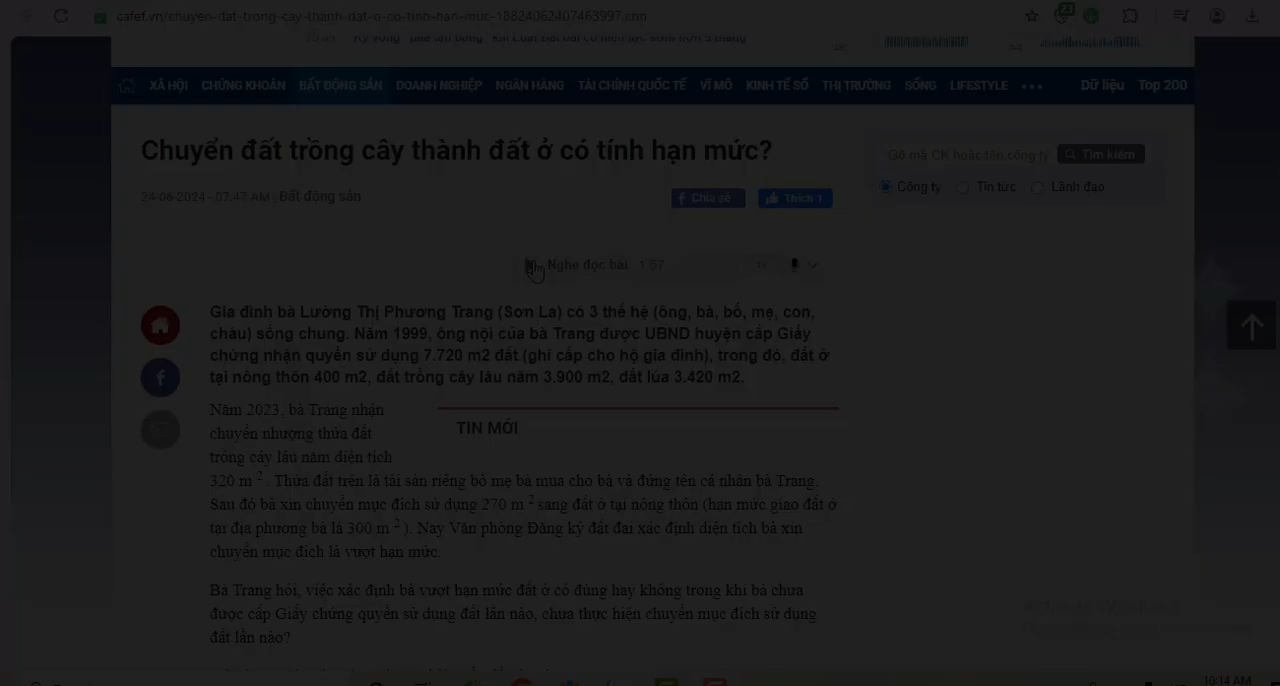 cafef.vn/chuyen-dat-trong-cay-thanh-dat-o-co-tinh-han-muc-18824062407463997.chn
XÃ HỘI CHỨNG KHOÁN BẤT ĐỘNG SẢN DOANH NGHIỆP NGÂN HÀNG TÀI CHÍNH QUỐC TẾ VĨ MÔ KINH TẾ SỐ THỊ TRƯỜNG SỐNG LIFESTYLE Dữ liệu Top 200
Chuyển đất trồng cây thành đất ở có tính hạn mức?
Gõ mã CK hoặc tên công ty Tìm kiếm
Công ty Tin tức Lãnh đạo
24-06-2024 - 07:47 AM | Bất động sản
Chia sẻ Thích 1
Nghe đọc bài 1:57 1x
Gia đình bà Lường Thị Phương Trang (Sơn La) có 3 thế hệ (ông, bà, bố, mẹ, con,
cháu) sống chung. Năm 1999, ông nội của bà Trang được UBND huyện cấp Giấy
chứng nhận quyền sử dụng 7.720 m2 đất (ghi cấp cho hộ gia đình), trong đó, đất ở
tại nông thôn 400 m2, đất trồng cây lâu năm 3.900 m2, đất lúa 3.420 m2.
Năm 2023, bà Trang nhận
chuyển nhượng thửa đất
trồng cây lâu năm diện tích
TIN MỚI
320 m 2 . Thửa đất trên là tài sản riêng bố mẹ bà mua cho bà và đứng tên cá nhân bà Trang.
Sau đó bà xin chuyển mục đích sử dụng 270 m 2 sang đất ở tại nông thôn (hạn mức giao đất ở
tại địa phương bà là 300 m 2 ). Nay Văn phòng Đăng ký đất đai xác định diện tích bà xin
chuyển mục đích là vượt hạn mức.
Bà Trang hỏi, việc xác định bà vượt hạn mức đất ở có đúng hay không trong khi bà chưa
được cấp Giấy chứng quyền sử dụng đất lần nào, chưa thực hiện chuyển mục đích sử dụng
đất lần nào?
10:14 AM